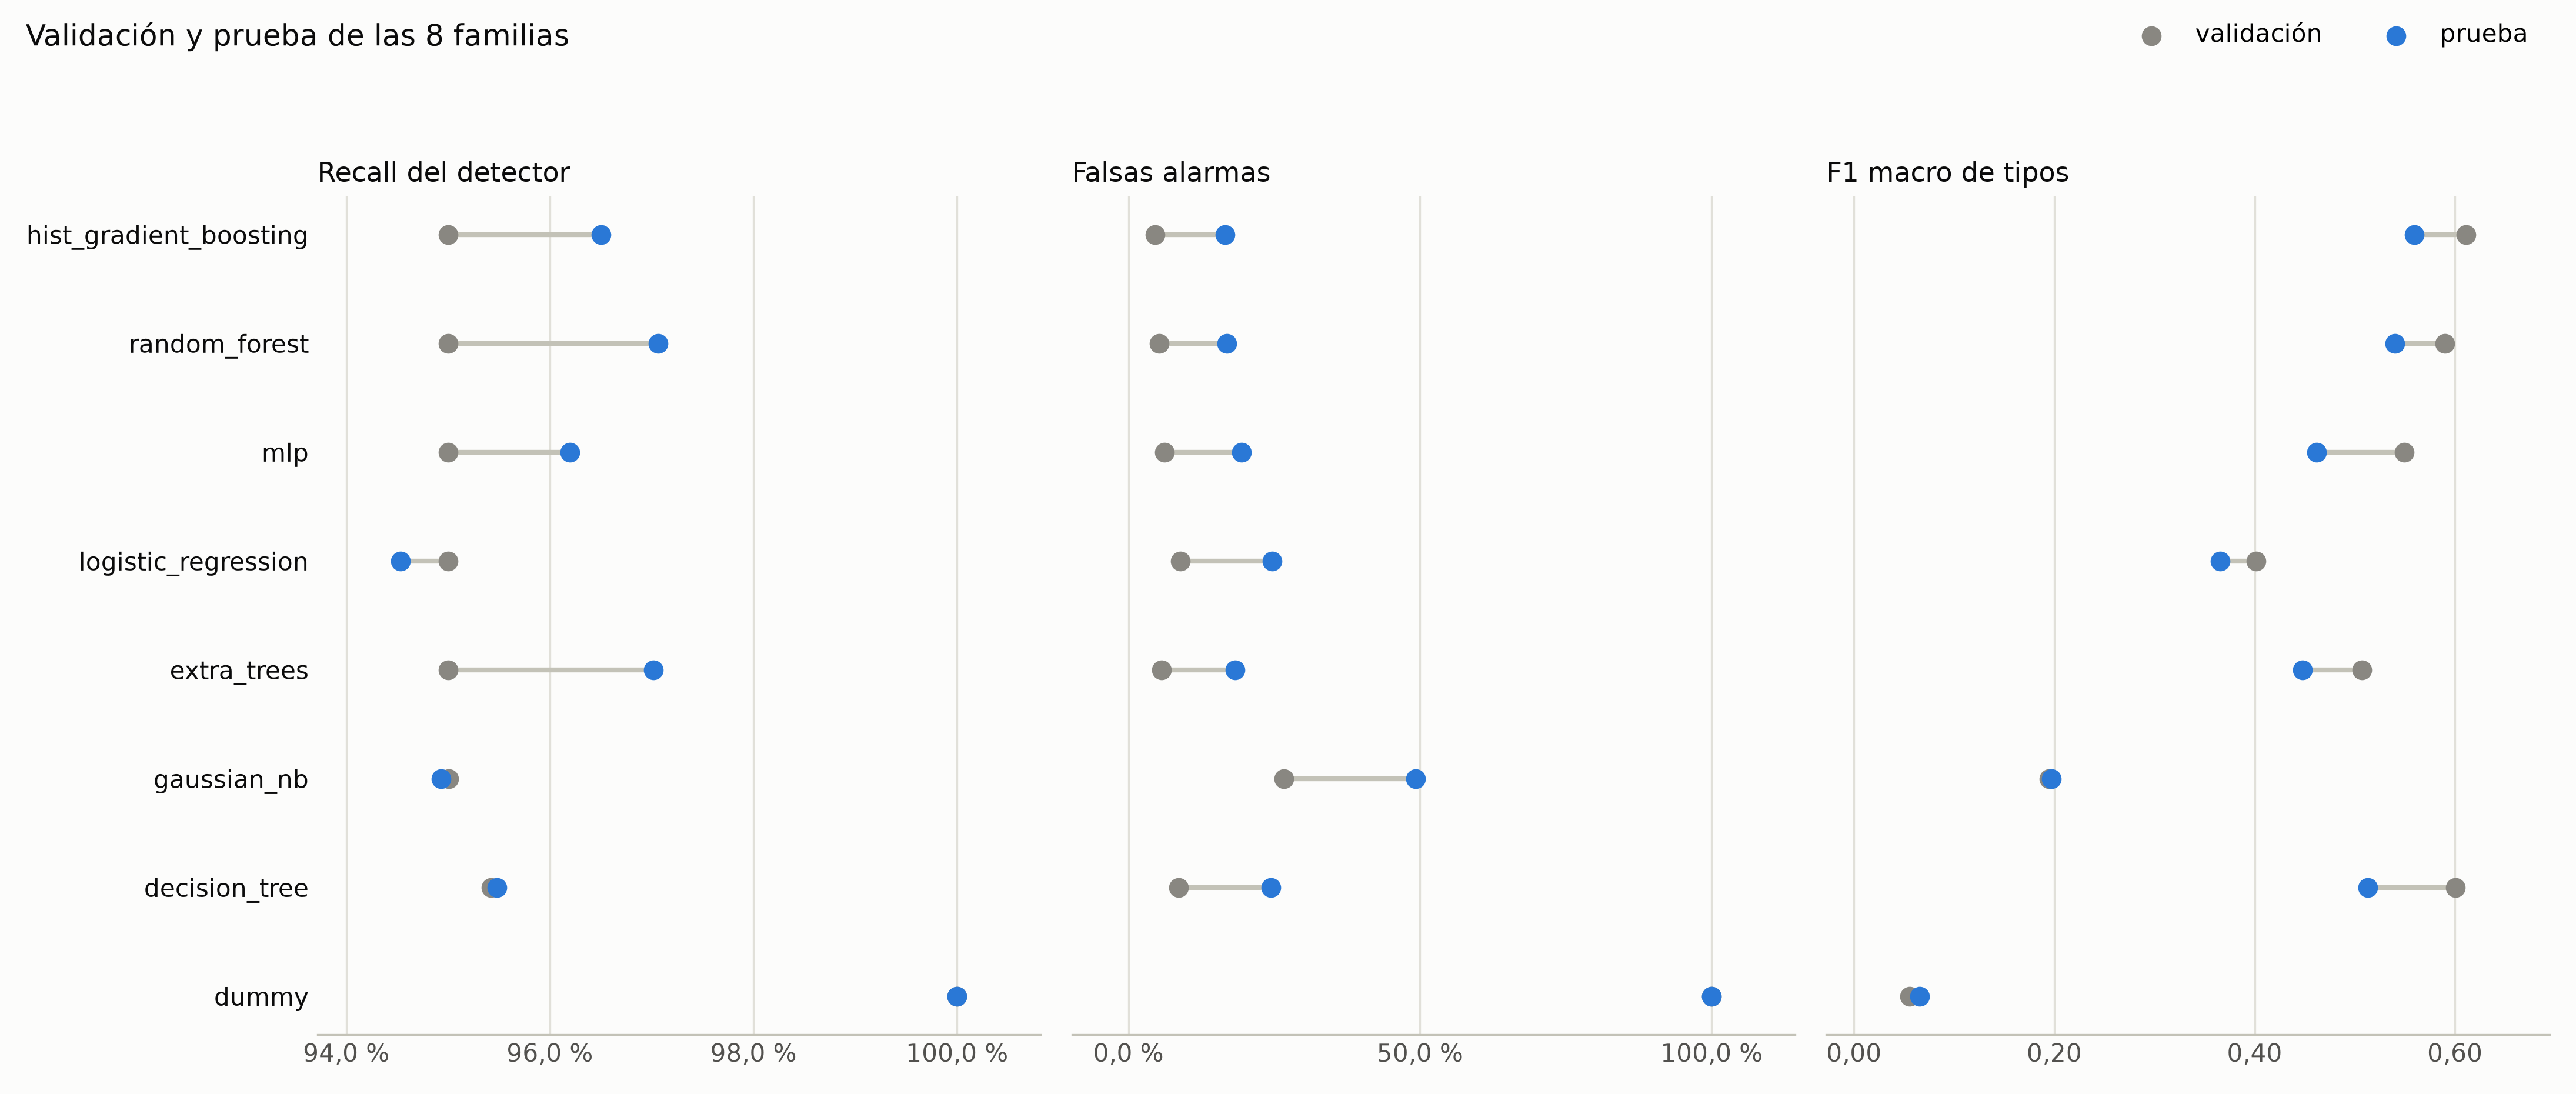 Validación y prueba de las 8 familias
validación
prueba
Recall del detector
Falsas alarmas
F1 macro de tipos
hist_gradient_boosting
random_forest
mlp
logistic_regression
extra_trees
gaussian_nb
decision_tree
dummy
94,0 %
96,0 %
98,0 %
100,0 %
0,0 %
50,0 %
100,0 %
0,00
0,20
0,40
0,60